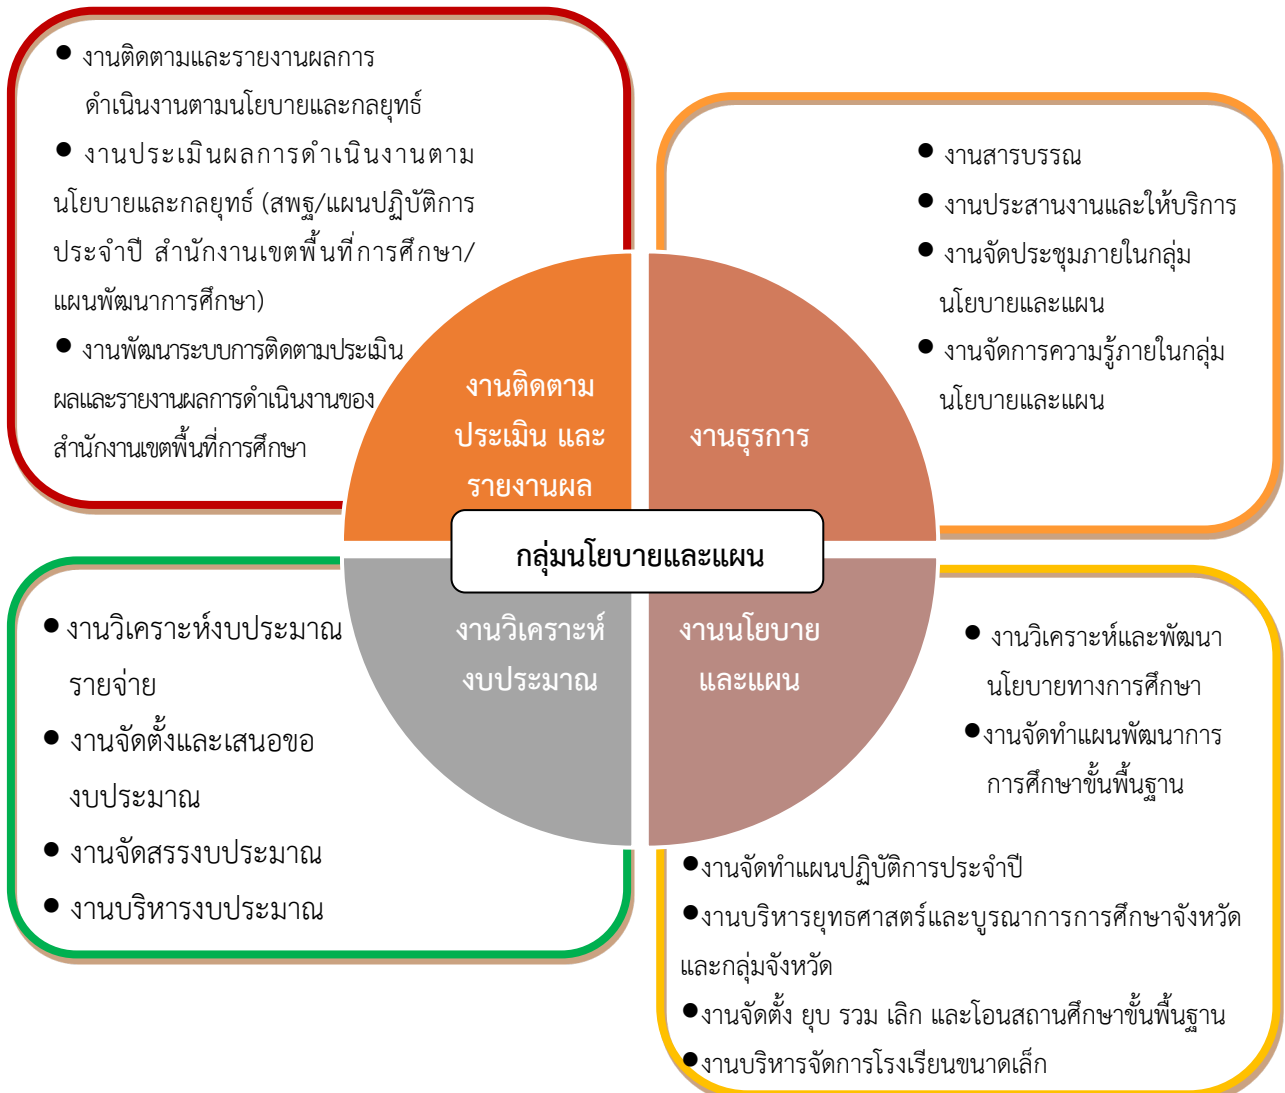 ● งานติดตามและรายงานผลการ
ดำเนินงานตามนโยบายและกลยุทธ์
● งานประเมินผลการดำเนินงานตาม
นโยบายและกลยุทธ์ (สพฐ/แผนปฏิบัติการ
ประจำปี สำนักงานเขตพื้นที่การศึกษา/
แผนพัฒนาการศึกษา)
● งานพัฒนาระบบการติดตามประเมิน
ผลและรายงานผลการดำเนินงานของ
สำนักงานเขตพื้นที่การศึกษา
● งานสารบรรณ
● งานประสานงานและให้บริการ
● งานจัดประชุมภายในกลุ่ม
นโยบายและแผน
● งานจัดการความรู้ภายในกลุ่ม
นโยบายและแผน
งานติดตาม
ประเมิน และ
รายงานผล
งานธุรการ
กลุ่มนโยบายและแผน
งานวิเคราะห์
งบประมาณ
งานนโยบาย
และแผน
● งานวิเคราะห์งบประมาณ
รายจ่าย
● งานจัดตั้งและเสนอขอ
งบประมาณ
● งานจัดสรรงบประมาณ
● งานบริหารงบประมาณ
● งานวิเคราะห์และพัฒนา
นโยบายทางการศึกษา
● งานจัดทำแผนพัฒนาการ
การศึกษาขั้นพื้นฐาน
● งานจัดทำแผนปฏิบัติการประจำปี
● งานบริหารยุทธศาสตร์และบูรณาการการศึกษาจังหวัด
และกลุ่มจังหวัด
● งานจัดตั้ง ยุบ รวม เลิก และโอนสถานศึกษาขั้นพื้นฐาน
● งานบริหารจัดการโรงเรียนขนาดเล็ก